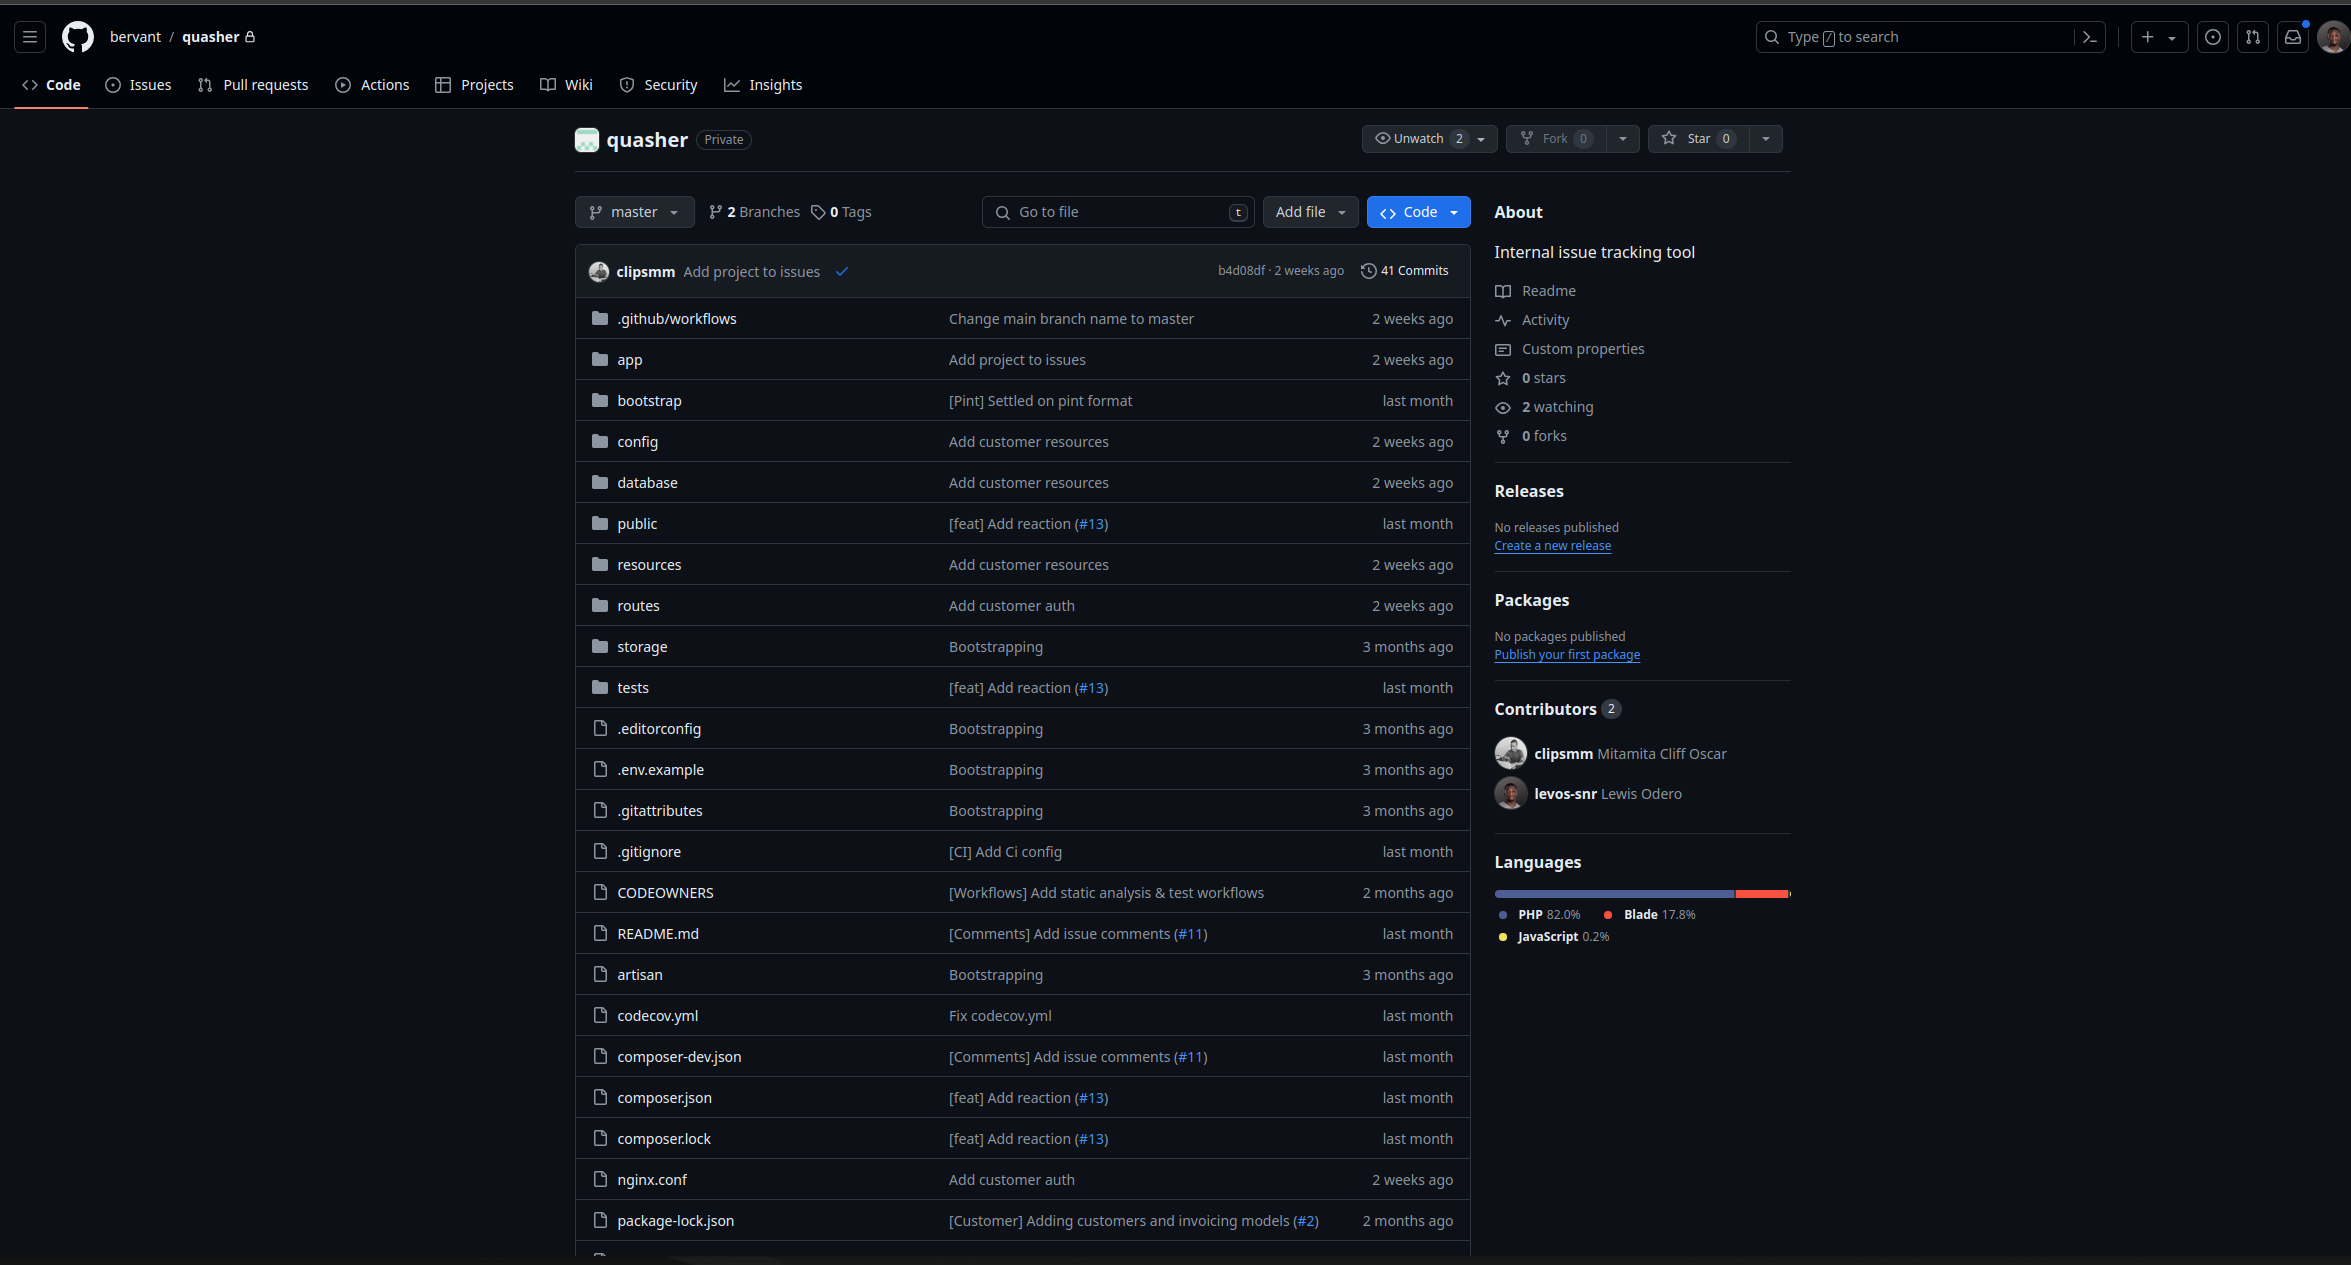 bervant / quasher
Type / to search
Code Issues Pull requests Actions Projects Wiki Security Insights
quasher Private
Unwatch 2 Fork 0 Star 0
master 2 Branches 0 Tags
Go to file t Add file Code
clipsmm Add project to issues b4d08df · 2 weeks ago 41 Commits
.github/workflows Change main branch name to master 2 weeks ago
app Add project to issues 2 weeks ago
bootstrap [Pint] Settled on pint format last month
config Add customer resources 2 weeks ago
database Add customer resources 2 weeks ago
public [feat] Add reaction (#13) last month
resources Add customer resources 2 weeks ago
routes Add customer auth 2 weeks ago
storage Bootstrapping 3 months ago
tests [feat] Add reaction (#13) last month
.editorconfig Bootstrapping 3 months ago
.env.example Bootstrapping 3 months ago
.gitattributes Bootstrapping 3 months ago
.gitignore [CI] Add Ci config last month
CODEOWNERS [Workflows] Add static analysis & test workflows 2 months ago
README.md [Comments] Add issue comments (#11) last month
artisan Bootstrapping 3 months ago
codecov.yml Fix codecov.yml last month
composer-dev.json [Comments] Add issue comments (#11) last month
composer.json [feat] Add reaction (#13) last month
composer.lock [feat] Add reaction (#13) last month
nginx.conf Add customer auth 2 weeks ago
package-lock.json [Customer] Adding customers and invoicing models (#2) 2 months ago
About
Internal issue tracking tool
Readme
Activity
Custom properties
0 stars
2 watching
0 forks
Releases
No releases published
Create a new release
Packages
No packages published
Publish your first package
Contributors 2
clipsmm Mitamita Cliff Oscar
levos-snr Lewis Odero
Languages
PHP 82.0% Blade 17.8%
JavaScript 0.2%